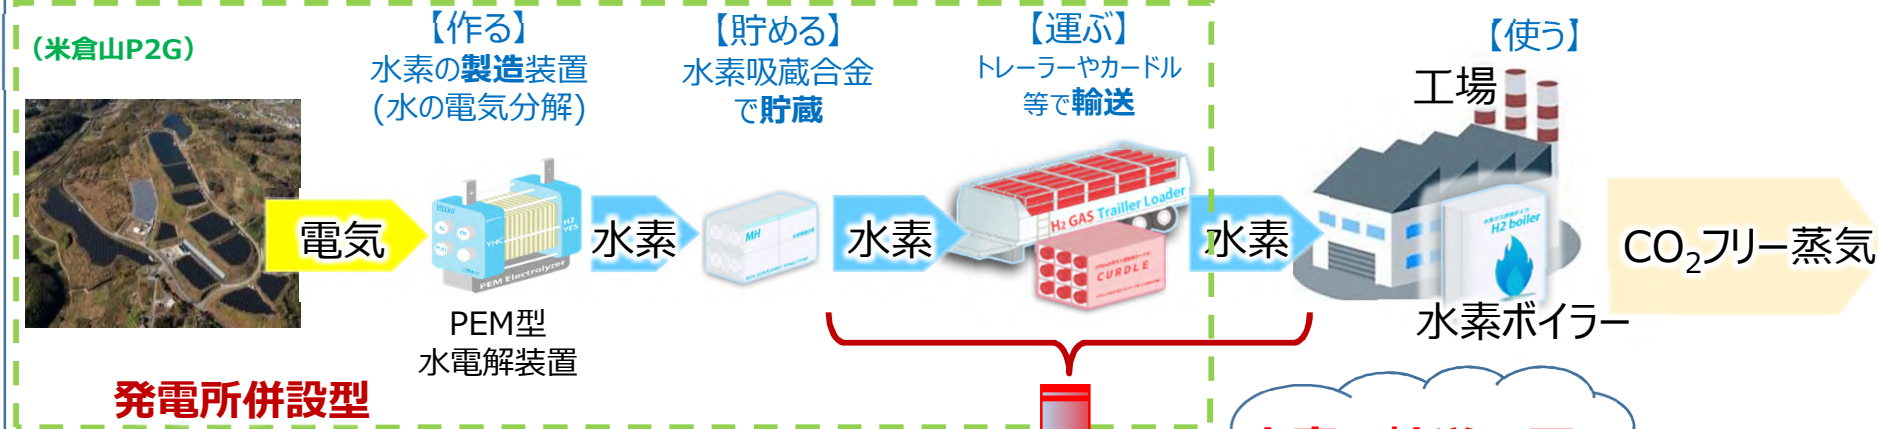 （米倉山P2G）
【作る】
水素の製造装置
(水の電気分解)
【貯める】
水素吸蔵合金
で貯蔵
【運ぶ】
トレーラーやカードル
等で輸送
【使う】
工場
電気
YHC
H2
YES
PEM Electrolyzer
水素
MH
水素
H2 GAS Trailler Loader
CURDLE
水素
H2 boiler
CO₂フリー蒸気
PEM型
水電解装置
水素ボイラー
発電所併設型